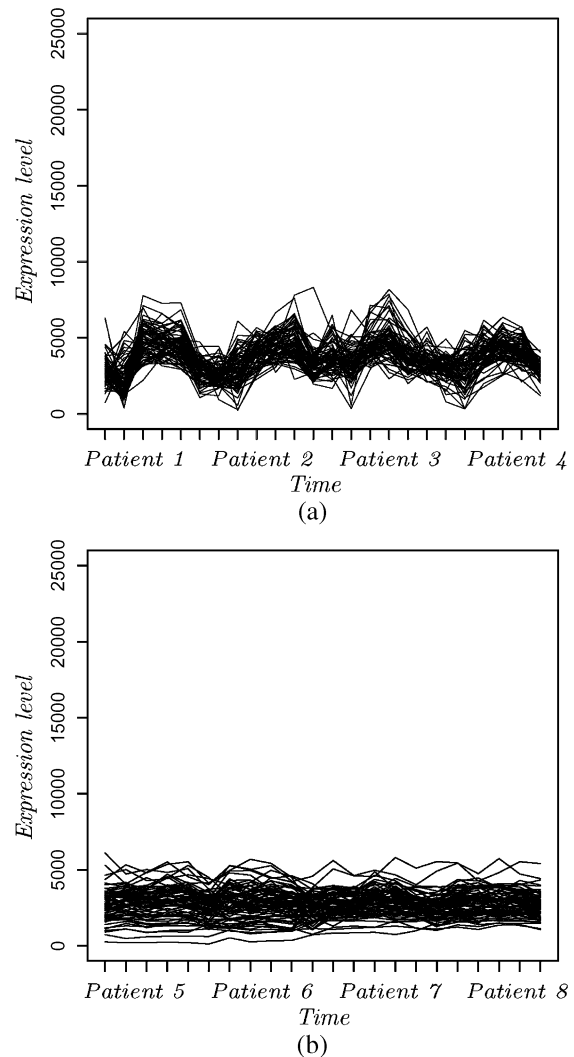 25000
20000
15000
10000
5000
0
Expression level
Patient 1 Patient 2 Patient 3 Patient 4
Time
(a)
25000
20000
15000
10000
5000
0
Expression level
Patient 5 Patient 6 Patient 7 Patient 8
Time
(b)